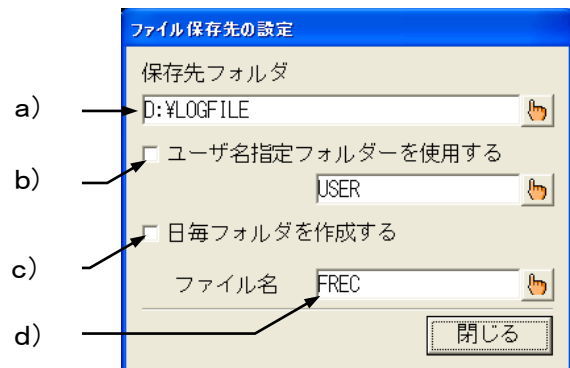 ファイル保存先の設定
保存先フォルダ
a)
D:¥LOGFILE
b)
ユーザ名指定フォルダーを使用する
USER
c)
日毎フォルダを作成する
ファイル名 FREC
d)
閉じる